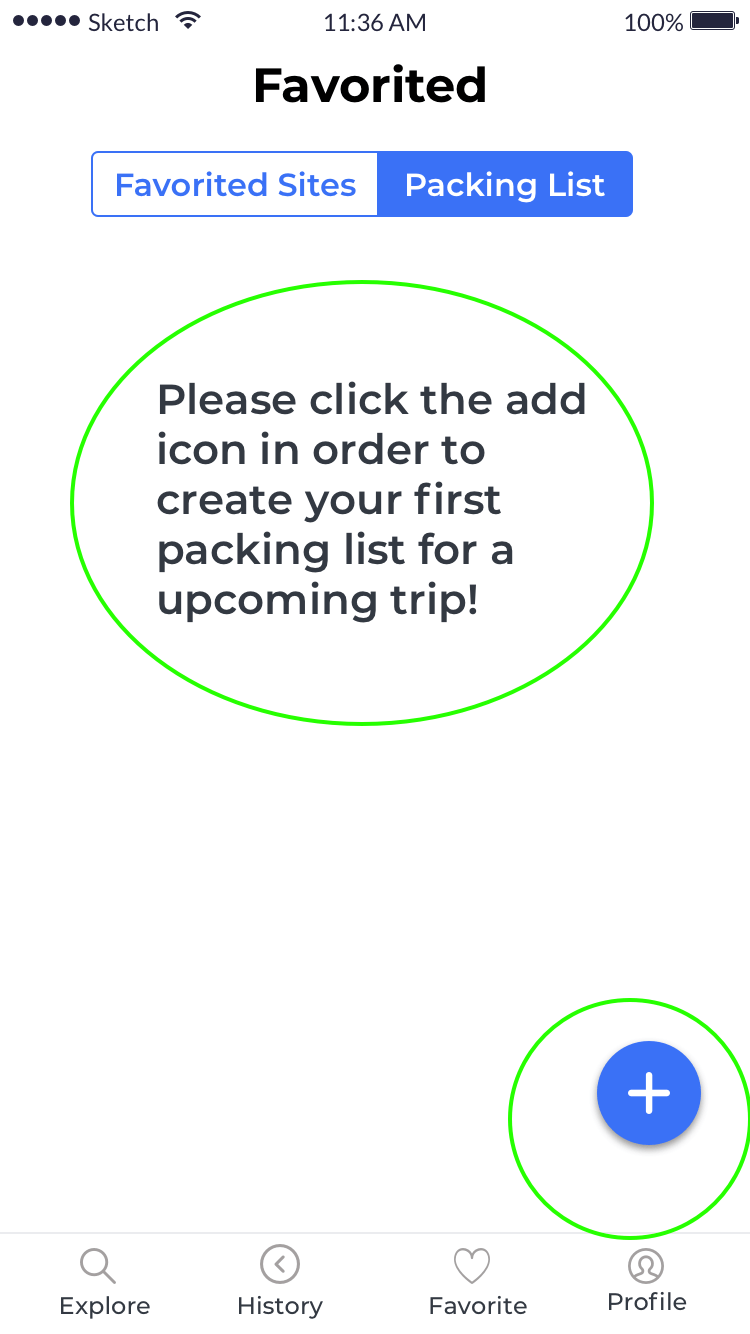 Sketch 11:36 AM 100%
Favorited
Favorited Sites Packing List
Please click the add
icon in order to
create your first
packing list for a
upcoming trip!
Explore History Favorite Profile